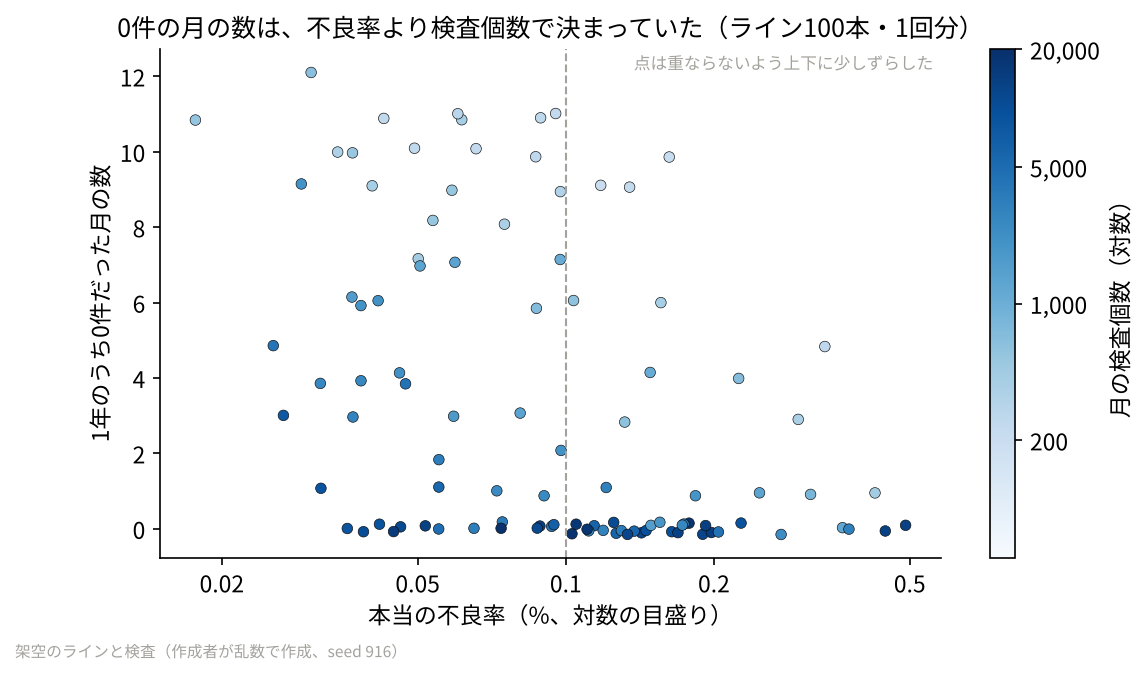 0件の月の数は、不良率より検査個数で決まっていた（ライン100本・1回分）
点は重ならないよう上下に少しずらした
1年のうち0件だった月の数
12
10
8
6
4
2
0
0.02
0.05
0.1
0.2
0.5
本当の不良率（%、対数の目盛り）
20,000
5,000
1,000
200
月の検査個数（対数）
架空のラインと検査（作成者が乱数で作成、seed 916）